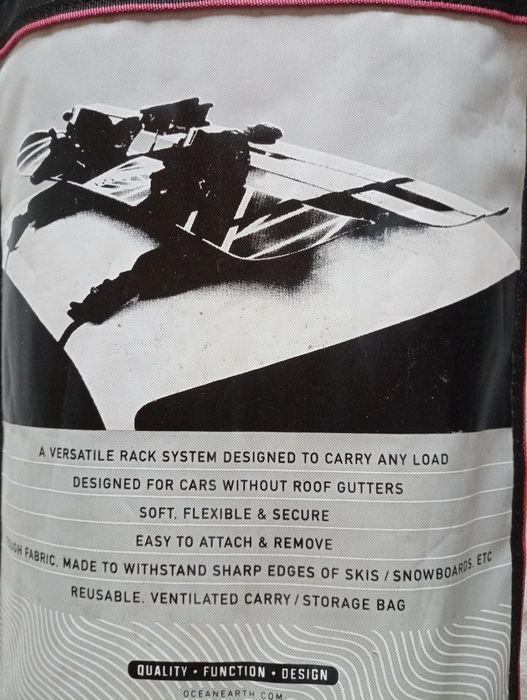 A VERSATILE RACK SYSTEM DESIGNED TO CARRY ANY LOAD
DESIGNED FOR CARS WITHOUT ROOF GUTTERS
SOFT, FLEXIBLE & SECURE
EASY TO ATTACH & REMOVE
FABRIC. MADE TO WITHSTAND SHARP EDGES OF SKIS / SNOWBOARDS, ETC
REUSABLE. VENTILATED CARRY / STORAGE BAG
QUALITY • FUNCTION • DESIGN
OCEANEARTH.COM